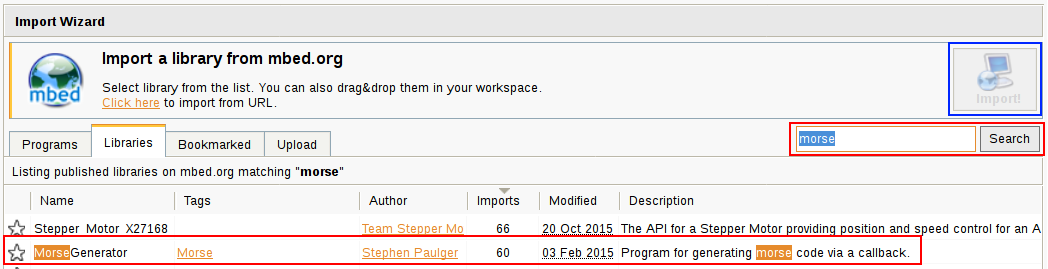 Import Wizard
mbed
Import a library from mbed.org
Select library from the list. You can also drag&drop them in your workspace.
Click here to import from URL.
Import!
Programs Libraries Bookmarked Upload morse Search
Listing published libraries on mbed.org matching "morse"
Name Tags Author Imports Modified Description
Stepper_Motor_X27168 Team Stepper Mo 66 20 Oct 2015 The API for a Stepper Motor providing position and speed control for an A
MorseGenerator Morse Stephen Paulger 60 03 Feb 2015 Program for generating morse code via a callback.